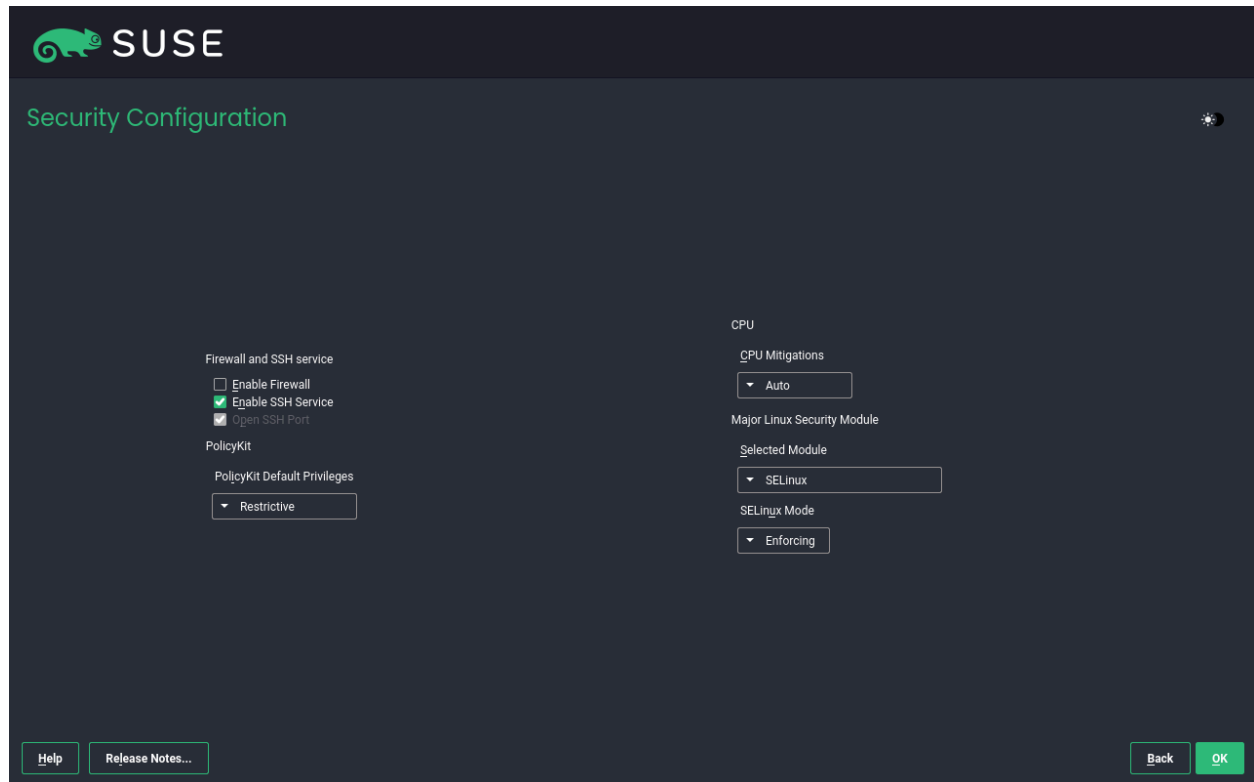 SUSE
Security Configuration
Firewall and SSH service
Enable Firewall
Enable SSH Service
Open SSH Port
PolicyKit
PolicyKit Default Privileges
Restrictive
CPU
CPU Mitigations
Auto
Major Linux Security Module
Selected Module
SELinux
SELinux Mode
Enforcing
Help
Release Notes...
Back
OK